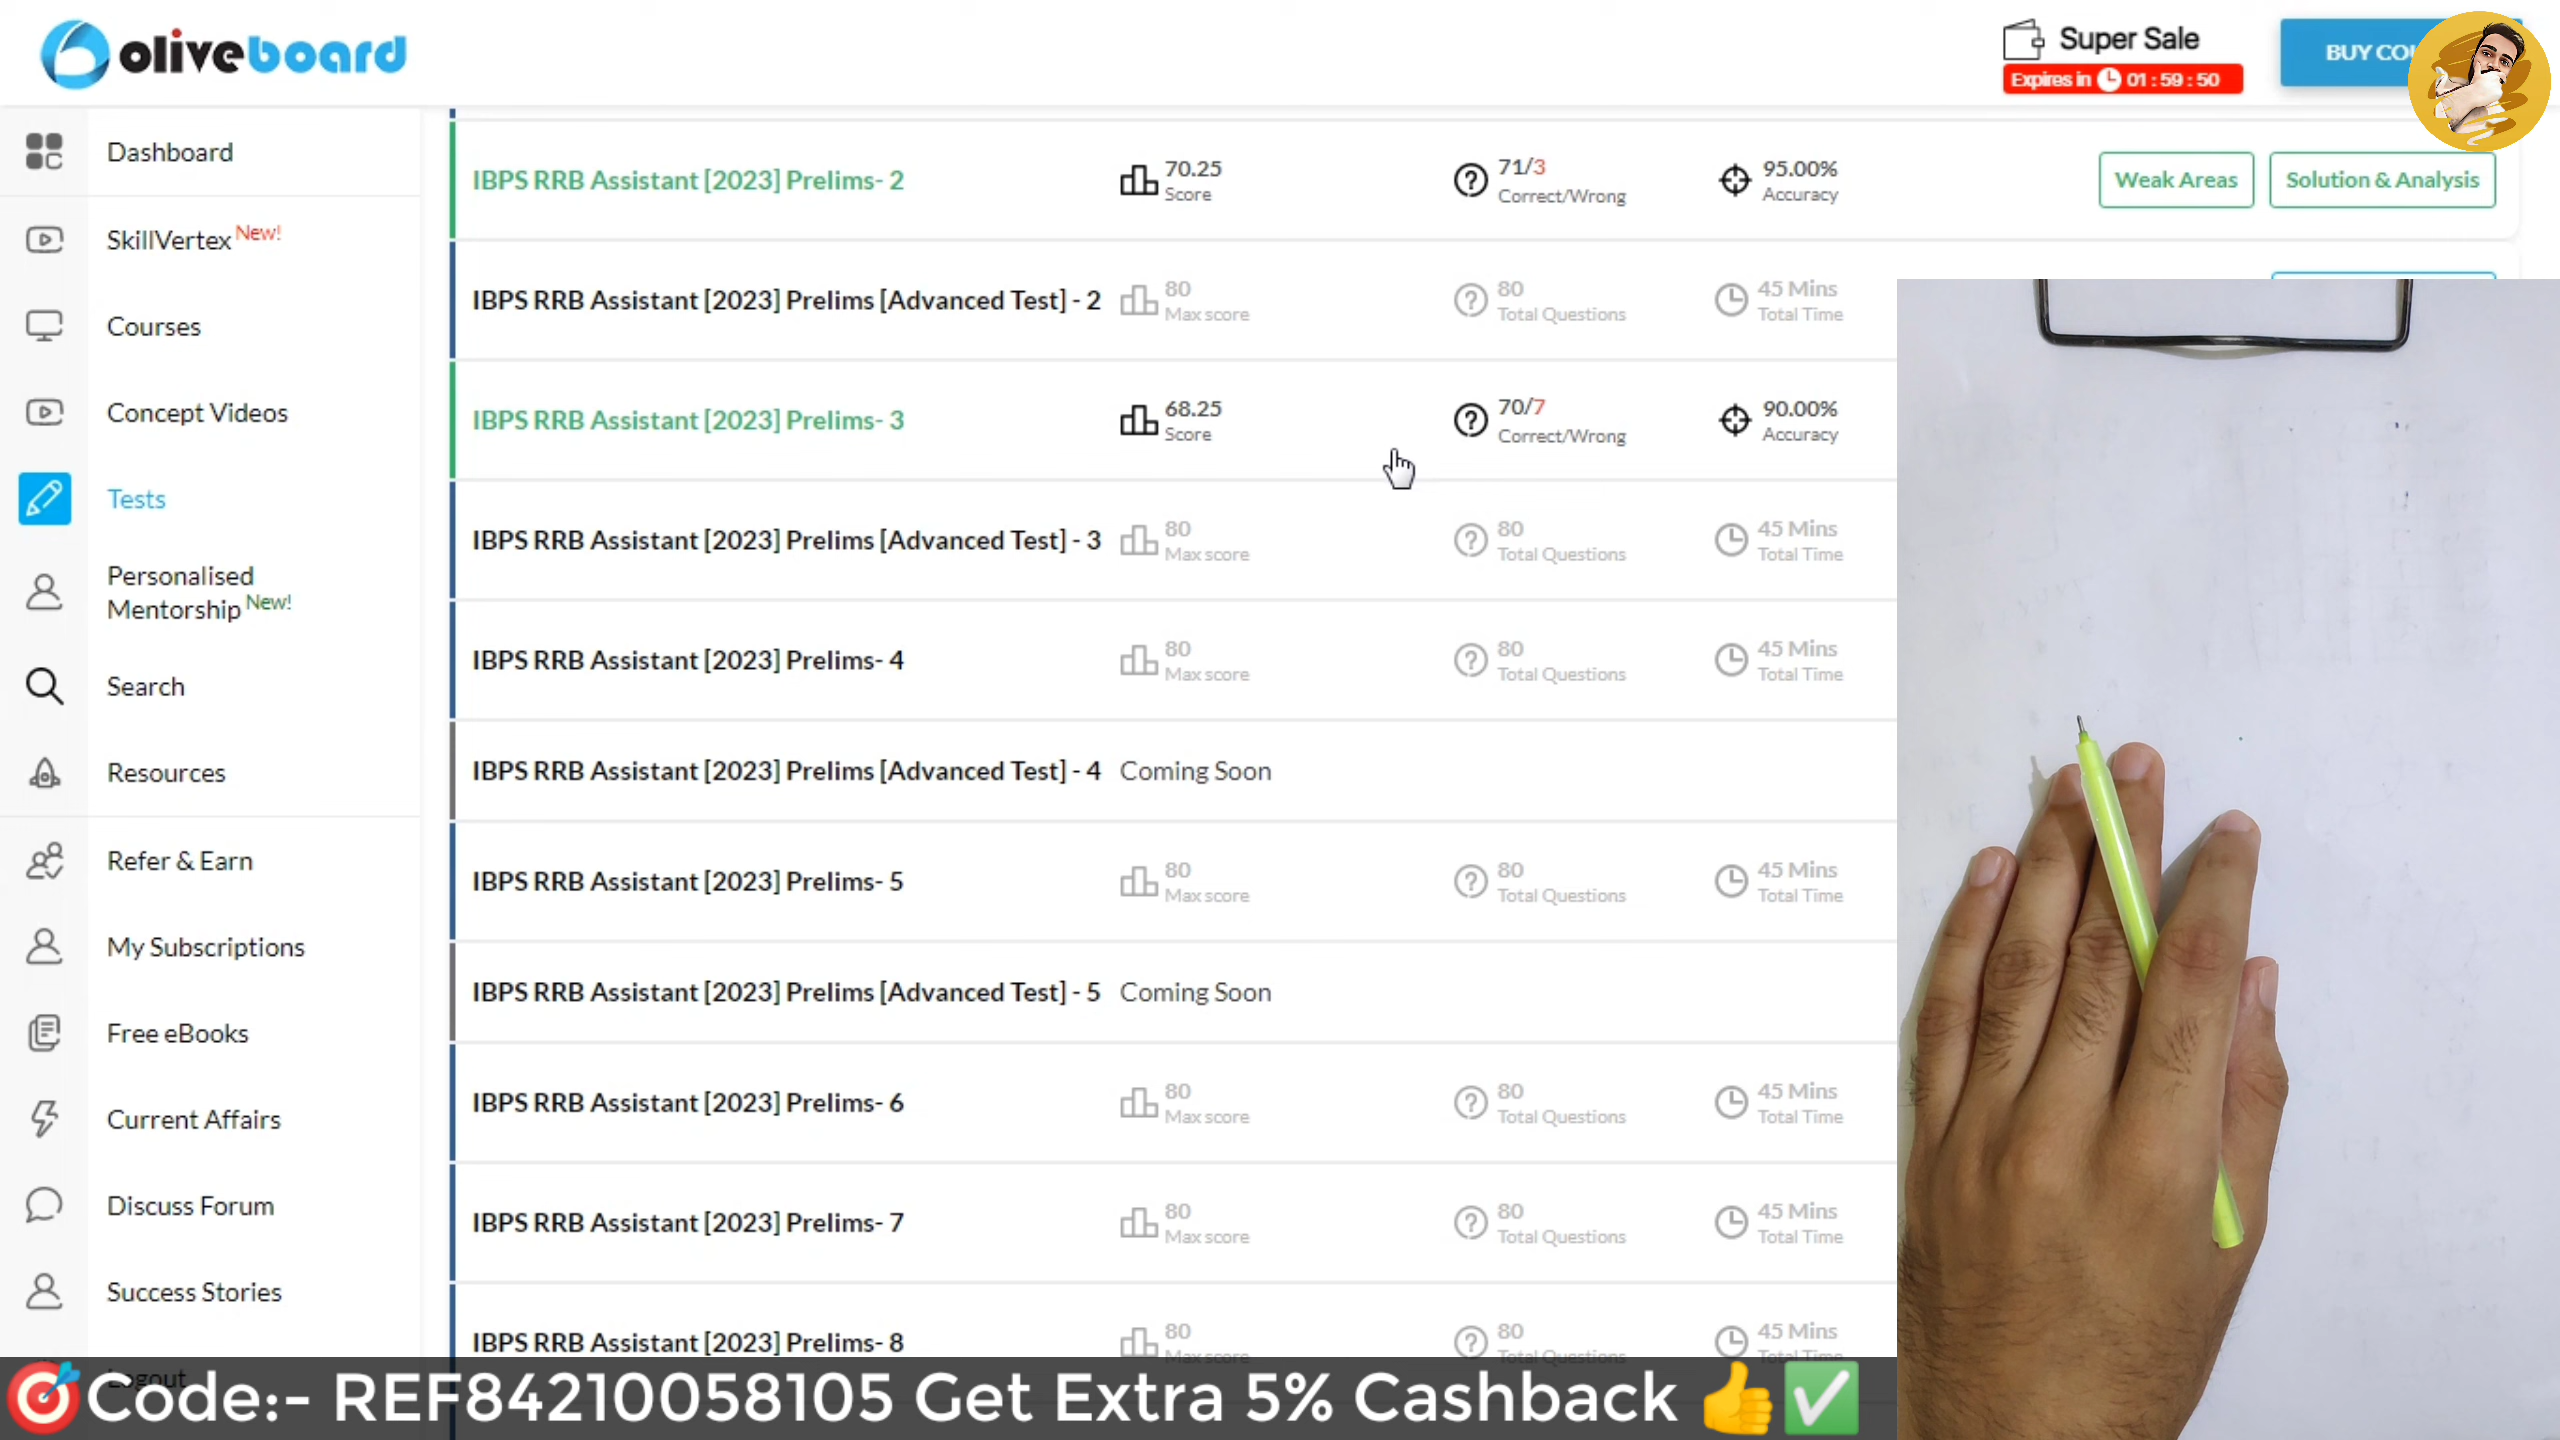 oliveboard
Super Sale
Expires in 01 : 59 : 50
BUY COU
Dashboard
SkillVertex New!
Courses
Concept Videos
Tests
Personalised
Mentorship New!
Search
Resources
Refer & Earn
My Subscriptions
Free eBooks
Current Affairs
Discuss Forum
Success Stories
Logout
IBPS RRB Assistant [2023] Prelims- 2
70.25
Score
71/3
Correct/Wrong
95.00%
Accuracy
Weak Areas
Solution & Analysis
IBPS RRB Assistant [2023] Prelims [Advanced Test] - 2
80
Max score
80
Total Questions
45 Mins
Total Time
IBPS RRB Assistant [2023] Prelims- 3
68.25
Score
70/7
Correct/Wrong
90.00%
Accuracy
IBPS RRB Assistant [2023] Prelims [Advanced Test] - 3
80
Max score
80
Total Questions
45 Mins
Total Time
IBPS RRB Assistant [2023] Prelims- 4
80
Max score
80
Total Questions
45 Mins
Total Time
IBPS RRB Assistant [2023] Prelims [Advanced Test] - 4 Coming Soon
IBPS RRB Assistant [2023] Prelims- 5
80
Max score
80
Total Questions
45 Mins
Total Time
IBPS RRB Assistant [2023] Prelims [Advanced Test] - 5 Coming Soon
IBPS RRB Assistant [2023] Prelims- 6
80
Max score
80
Total Questions
45 Mins
Total Time
IBPS RRB Assistant [2023] Prelims- 7
80
Max score
80
Total Questions
45 Mins
Total Time
IBPS RRB Assistant [2023] Prelims- 8
80
Max score
80
Total Questions
45 Mins
Total Time
Code:- REF84210058105 Get Extra 5% Cashback